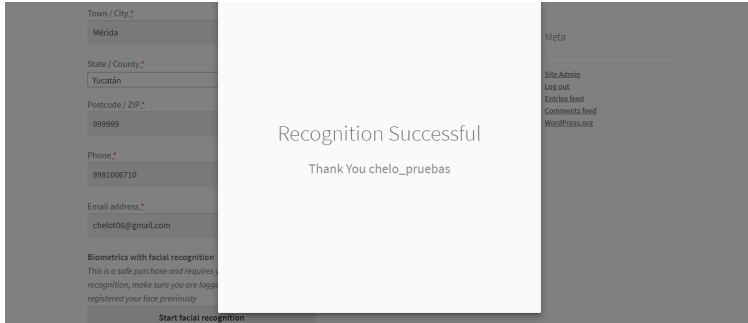 Town / City *
Mérida
State / County *
Yucatán
Postcode / ZIP *
999999
Phone *
9981006710
Email address *
chelot06@gmail.com
Biometrics with facial recognition
This is a safe purchase and requires
recognition, make sure you are
registered your face previously
Start facial recognition
Recognition Successful
Thank You chelo_pruebas
Meta
Site Admin
Log out
Entries feed
Comments feed
WordPress.org